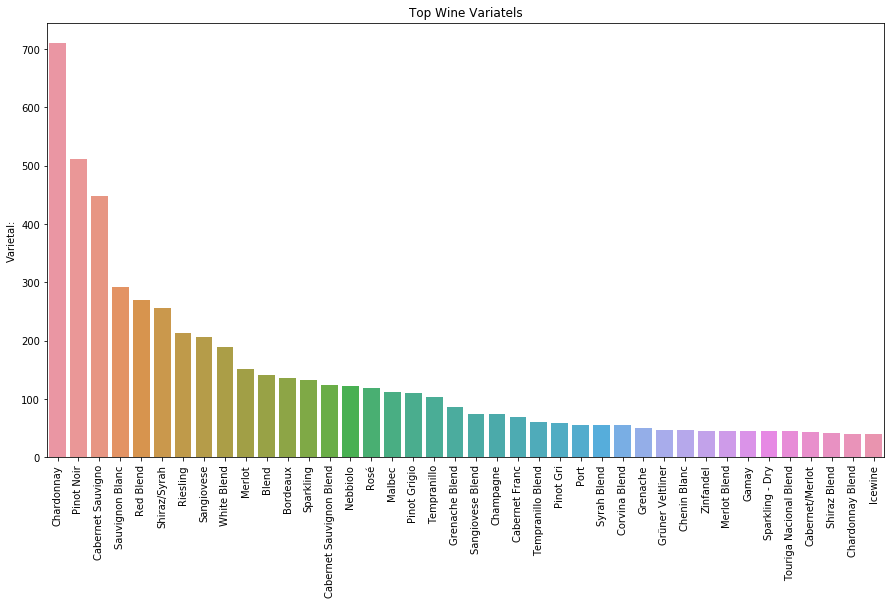 Top Wine Variatels
Varietal:
700
600
500
400
300
200
100
0
Chardonnay
Pinot Noir
Cabernet Sauvigno
Sauvignon Blanc
Red Blend
Shiraz/Syrah
Riesling
Sangiovese
White Blend
Merlot
Blend
Bordeaux
Sparkling
Cabernet Sauvignon Blend
Nebbiolo
Rosé
Malbec
Pinot Grigio
Tempranillo
Grenache Blend
Sangiovese Blend
Champagne
Cabernet Franc
Tempranillo Blend
Pinot Gri
Port
Syrah Blend
Corvina Blend
Grenache
Grüner Veltliner
Chenin Blanc
Zinfandel
Merlot Blend
Gamay
Sparkling - Dry
Touriga Nacional Blend
Cabernet/Merlot
Shiraz Blend
Chardonnay Blend
Icewine